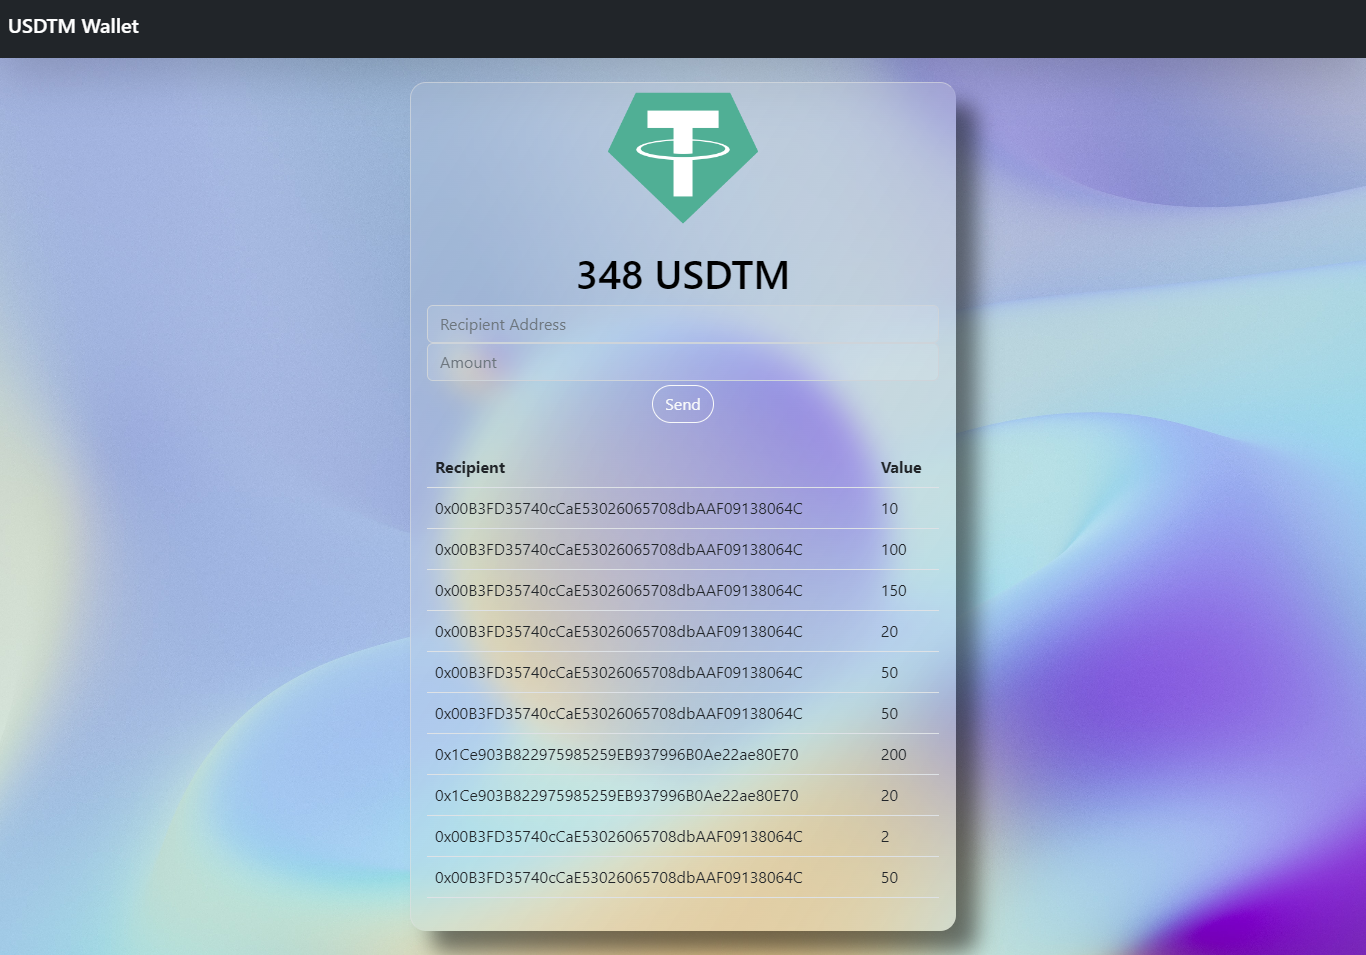 USDTM Wallet
348 USDTM
Recipient Address
Amount
Send
Recipient Value
0x00B3FD35740cCaE53026065708dbAAF09138064C 10
0x00B3FD35740cCaE53026065708dbAAF09138064C 100
0x00B3FD35740cCaE53026065708dbAAF09138064C 150
0x00B3FD35740cCaE53026065708dbAAF09138064C 20
0x00B3FD35740cCaE53026065708dbAAF09138064C 50
0x00B3FD35740cCaE53026065708dbAAF09138064C 50
0x1Ce903B822975985259EB937996B0Ae22ae80E70 200
0x1Ce903B822975985259EB937996B0Ae22ae80E70 20
0x00B3FD35740cCaE53026065708dbAAF09138064C 2
0x00B3FD35740cCaE53026065708dbAAF09138064C 50